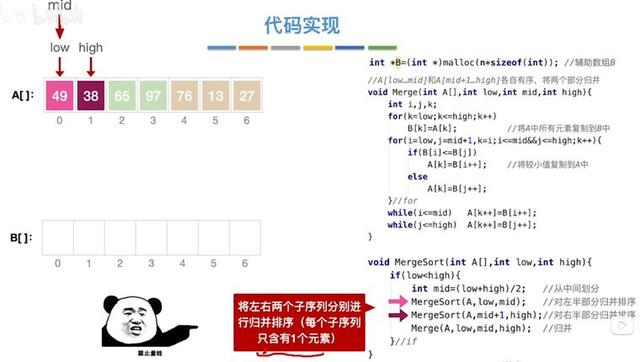 代码实现
mid
low high
A[]: 49 38 65 97 76 13 27
0 1 2 3 4 5 6
B[]:
0 1 2 3 4 5 6
禁止套娃
将左右两个子序列分别进
行归并排序（每个子序列
只含有1个元素）
int *B=(int *)malloc(n*sizeof(int)); //辅助数组B
//A[low…mid]和A[mid+1…high]各自有序，将两个部分归并
void Merge(int A[],int low,int mid,int high){
int i,j,k;
for(k=low;k<=high;k++)
B[k]=A[k]; //将A中所有元素复制到B中
for(i=low,j=mid+1,k=i;i<=mid&&j<=high;k++){
if(B[i]<=B[j])
A[k]=B[i++]; //将较小值复制到A中
else
A[k]=B[j++];
}//for
while(i<=mid) A[k++]=B[i++];
while(j<=high) A[k++]=B[j++];
}
void MergeSort(int A[],int low,int high){
if(low<high){
int mid=(low+high)/2; //从中间划分
MergeSort(A,low,mid); //对左半部分归并排序
MergeSort(A,mid+1,high); //对右半部分归并排序
Merge(A,low,mid,high); //归并
}//if